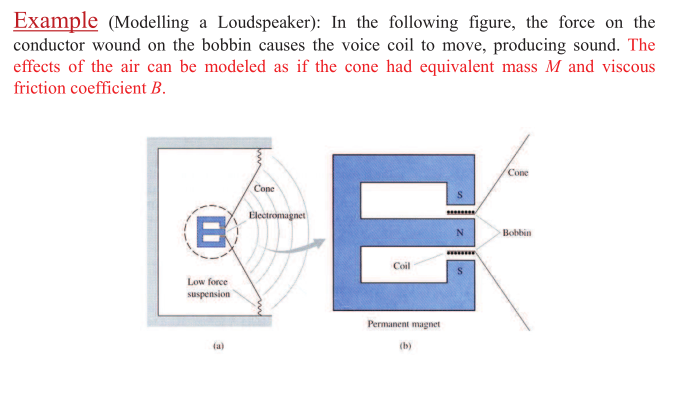 Example (Modelling a Loudspeaker): In the following figure, the force on the
conductor wound on the bobbin causes the voice coil to move, producing sound. The
effects of the air can be modeled as if the cone had equivalent mass M and viscous
friction coefficient B.
Cone
Electromagnet
Low force
suspension
(a)
Cone
S
N
Bobbin
Coil
S
Permanent magnet
(b)